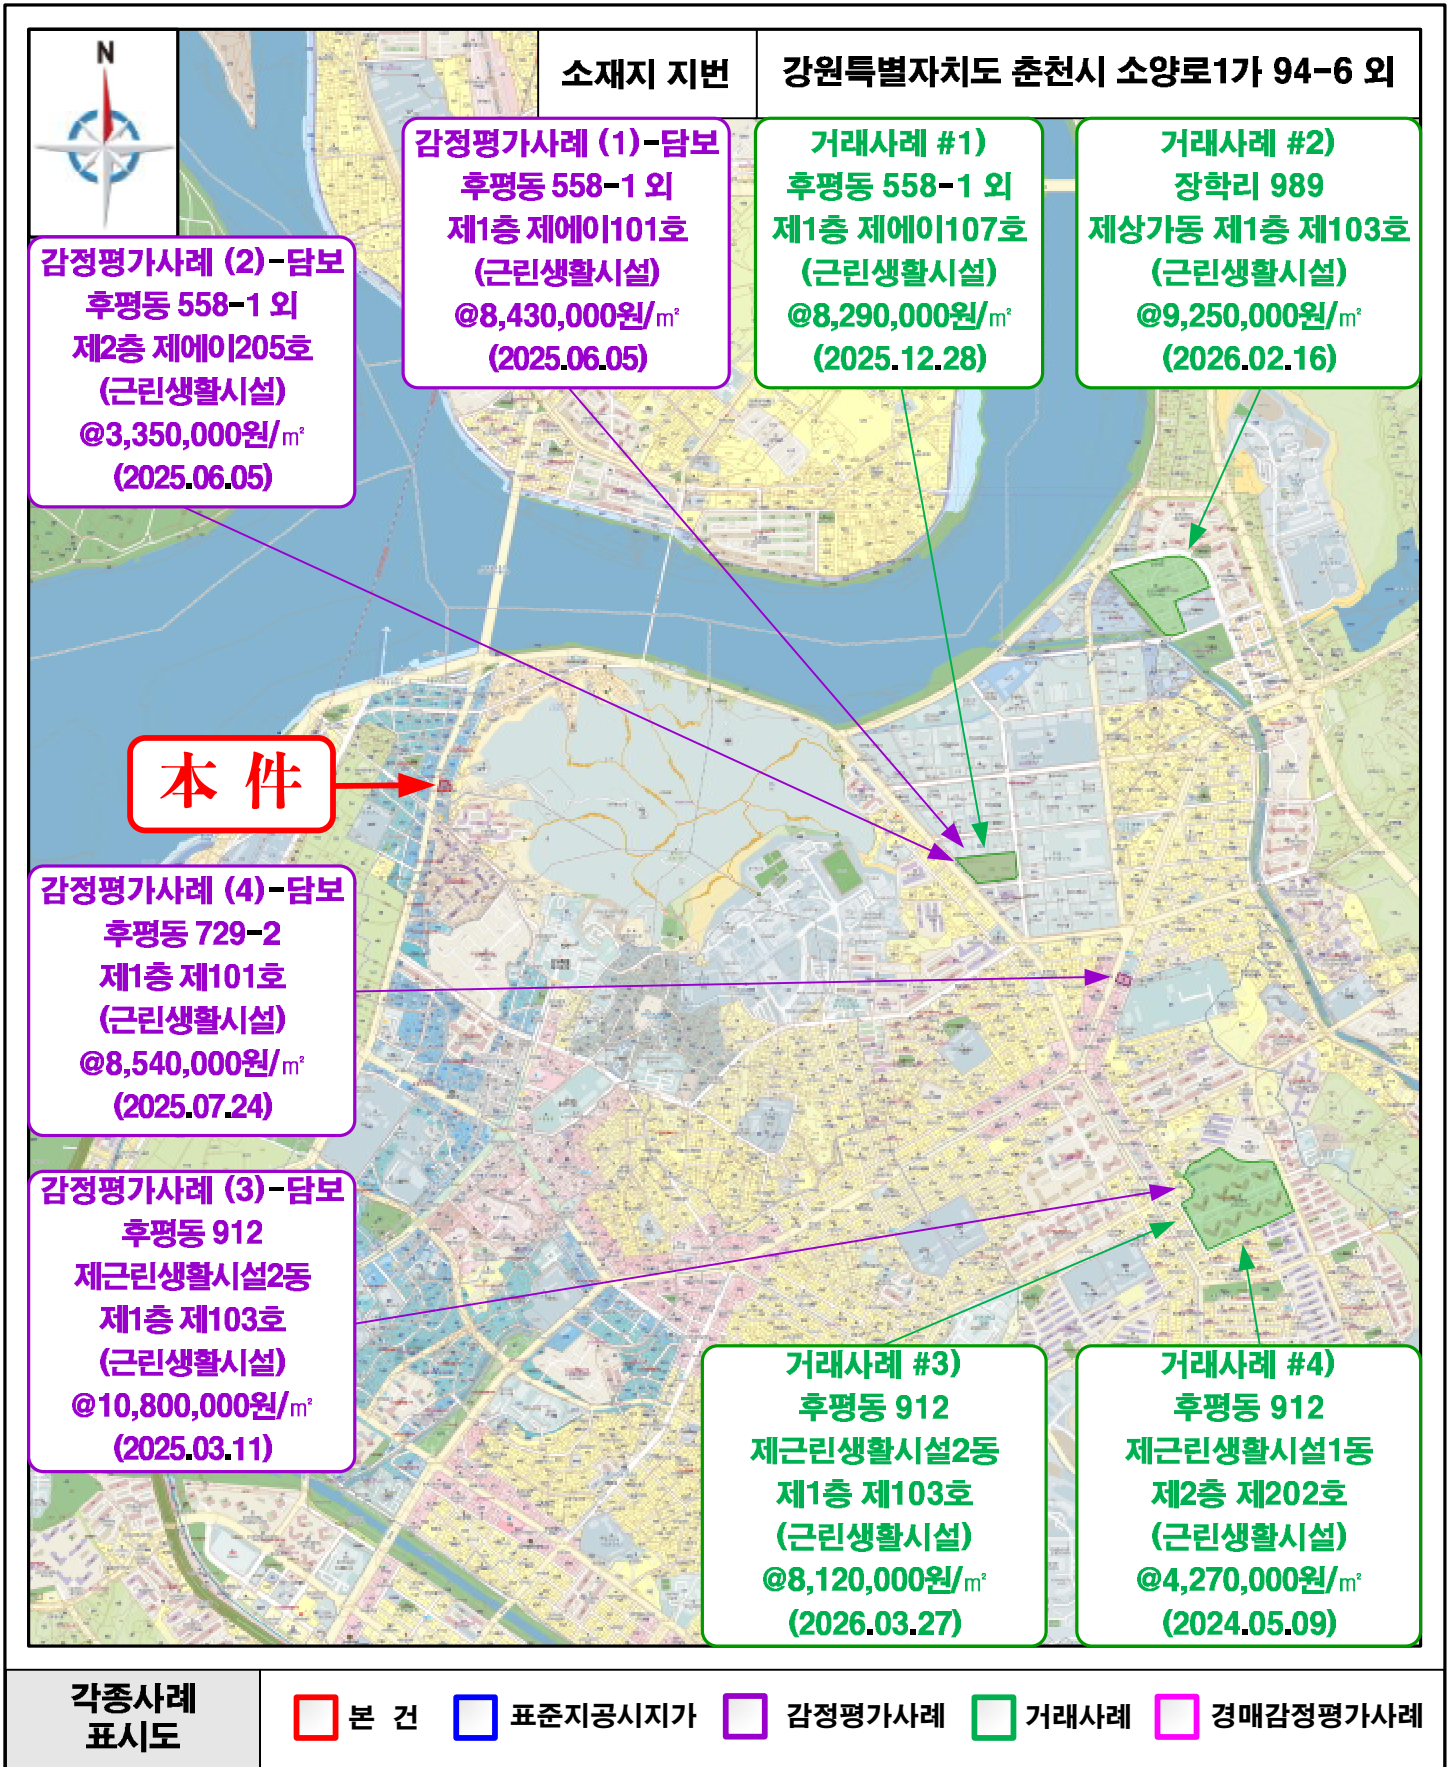 N
소재지 지번
강원특별자치도 춘천시 소양로1가 94-6 외
감정평가사례 (1)-담보
후평동 558-1 외
제1층 제에이101호
(근린생활시설)
@8,430,000원/㎡
(2025.06.05)
거래사례 #1)
후평동 558-1 외
제1층 제에이107호
(근린생활시설)
@8,290,000원/㎡
(2025.12.28)
거래사례 #2)
장학리 989
제상가동 제1층 제103호
(근린생활시설)
@9,250,000원/㎡
(2026.02.16)
감정평가사례 (2)-담보
후평동 558-1 외
제2층 제에이205호
(근린생활시설)
@3,350,000원/㎡
(2025.06.05)
本 件
감정평가사례 (4)-담보
후평동 729-2
제1층 제101호
(근린생활시설)
@8,540,000원/㎡
(2025.07.24)
감정평가사례 (3)-담보
후평동 912
제근린생활시설2동
제1층 제103호
(근린생활시설)
@10,800,000원/㎡
(2025.03.11)
거래사례 #3)
후평동 912
제근린생활시설2동
제1층 제103호
(근린생활시설)
@8,120,000원/㎡
(2026.03.27)
거래사례 #4)
후평동 912
제근린생활시설1동
제2층 제202호
(근린생활시설)
@4,270,000원/㎡
(2024.05.09)
각종사례
표시도
본 건
표준지공시지가
감정평가사례
거래사례
경매감정평가사례